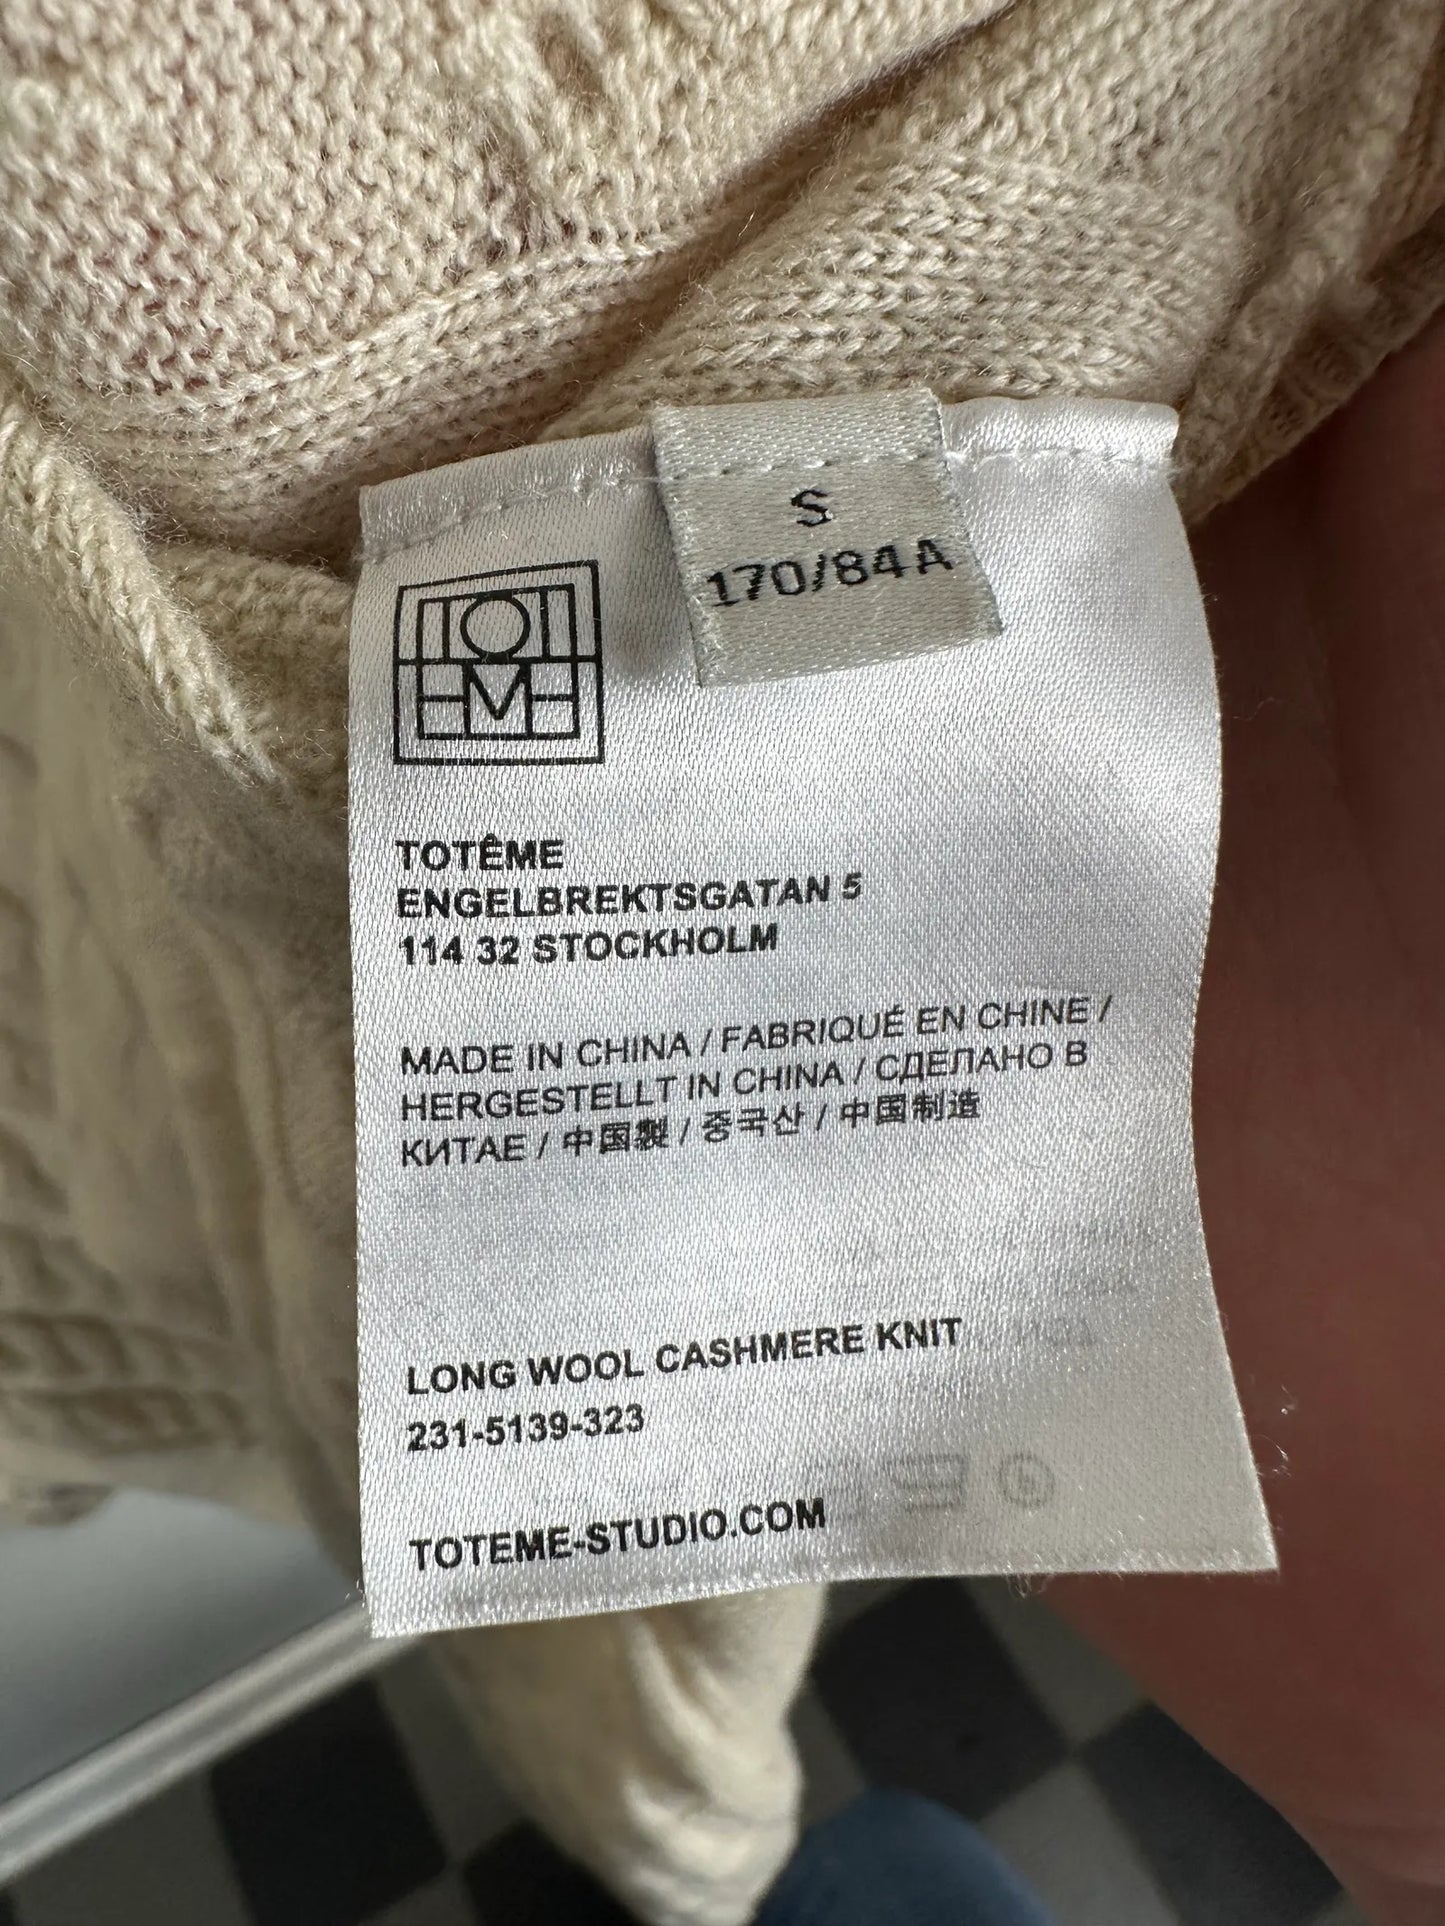 S
170/84A
TOTÊME
TOTÊME
ENGELBREKTSGATAN 5
114 32 STOCKHOLM
MADE IN CHINA / FABRIQUÉ EN CHINE /
HERGESTELLT IN CHINA / СДЕЛАНО В
КИТАЕ / 中国製 / 중국산 / 中国制造
LONG WOOL CASHMERE KNIT
231-5139-323
TOTEME-STUDIO.COM